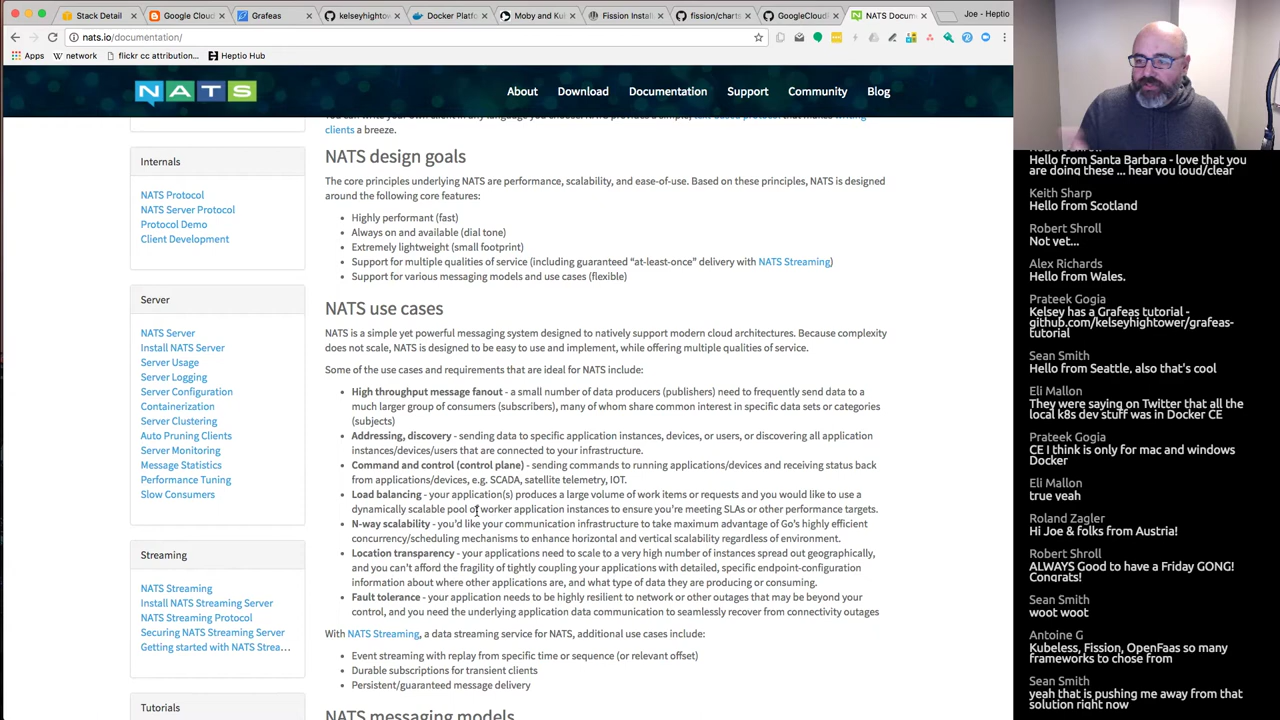 Stack Detail
Google Cloud
Grafeas
kelseyhightow
Docker Platfo
Moby and Ku
Fission Install
fission/charts
GoogleCloudP
NATS Docum
Joe - Heptio
nats.io/documentation/
Apps
network
flickr cc attribution...
Heptio Hub
NATS
About
Download
Documentation
Support
Community
Blog
clients a breeze.
Internals
NATS Protocol
NATS Server Protocol
Protocol Demo
Client Development
Server
NATS Server
Install NATS Server
Server Usage
Server Logging
Server Configuration
Containerization
Server Clustering
Auto Pruning Clients
Server Monitoring
Message Statistics
Performance Tuning
Slow Consumers
Streaming
NATS Streaming
Install NATS Streaming Server
NATS Streaming Protocol
Securing NATS Streaming Server
Getting started with NATS Strea...
Tutorials
NATS design goals
The core principles underlying NATS are performance, scalability, and ease-of-use. Based on these principles, NATS is designed
around the following core features:
• Highly performant (fast)
• Always on and available (dial tone)
• Extremely lightweight (small footprint)
• Support for multiple qualities of service (including guaranteed “at-least-once” delivery with NATS Streaming)
• Support for various messaging models and use cases (flexible)
NATS use cases
NATS is a simple yet powerful messaging system designed to natively support modern cloud architectures. Because complexity
does not scale, NATS is designed to be easy to use and implement, while offering multiple qualities of service.
Some of the use cases and requirements that are ideal for NATS include:
• High throughput message fanout - a small number of data producers (publishers) need to frequently send data to a
much larger group of consumers (subscribers), many of whom share common interest in specific data sets or categories
(subjects)
• Addressing, discovery - sending data to specific application instances, devices, or users, or discovering all application
instances/devices/users that are connected to your infrastructure.
• Command and control (control plane) - sending commands to running applications/devices and receiving status back
from applications/devices, e.g. SCADA, satellite telemetry, IOT.
• Load balancing - your application(s) produces a large volume of work items or requests and you would like to use a
dynamically scalable pool of worker application instances to ensure you’re meeting SLAs or other performance targets.
• N-way scalability - you’d like your communication infrastructure to take maximum advantage of Go’s highly efficient
concurrency/scheduling mechanisms to enhance horizontal and vertical scalability regardless of environment.
• Location transparency - your applications need to scale to a very high number of instances spread out geographically,
and you can’t afford the fragility of tightly coupling your applications with detailed, specific endpoint-configuration
information about where other applications are, and what type of data they are producing or consuming.
• Fault tolerance - your application needs to be highly resilient to network or other outages that may be beyond your
control, and you need the underlying application data communication to seamlessly recover from connectivity outages
With NATS Streaming, a data streaming service for NATS, additional use cases include:
• Event streaming with replay from specific time or sequence (or relevant offset)
• Durable subscriptions for transient clients
• Persistent/guaranteed message delivery
NATS messaging models
Robert Shroll
Hello from Santa Barbara - love that you
are doing these ... hear you loud/clear
Keith Sharp
Hello from Scotland
Robert Shroll
Not yet...
Alex Richards
Hello from Wales.
Prateek Gogia
Kelsey has a Grafeas tutorial -
github.com/kelseyhightower/grafeas-
tutorial
Sean Smith
Hello from Seattle, also that's cool
Eli Mallon
They were saying on Twitter that all the
local k8s dev stuff was in Docker CE
Prateek Gogia
CE I think is only for mac and windows
Docker
Eli Mallon
true yeah
Roland Zagler
Hi Joe & folks from Austria!
Robert Shroll
ALWAYS Good to have a Friday GONG!
Congrats!
Sean Smith
woot woot
Antoine G
Kubeless, Fission, OpenFaas so many
frameworks to chose from
Sean Smith
yeah that is pushing me away from that
solution right now